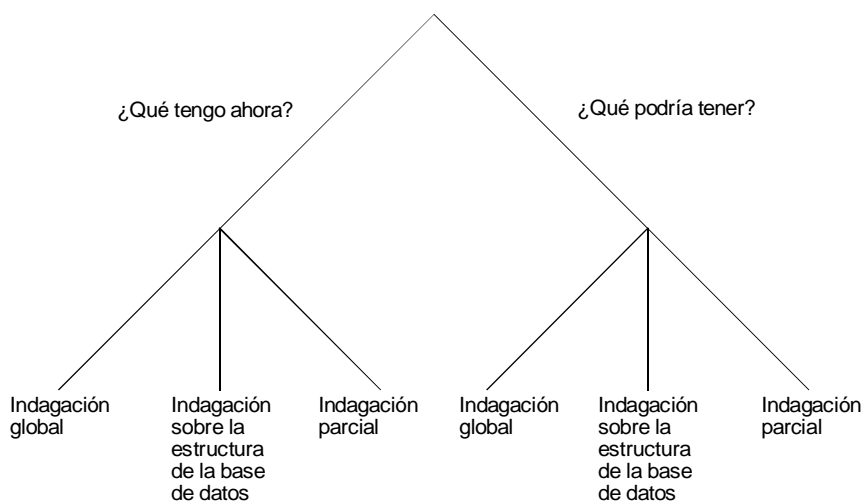 ¿Qué tengo ahora?
¿Qué podría tener?
Indagación
global
Indagación
sobre la
estructura
de la base
de datos
Indagación
parcial
Indagación
global
Indagación
sobre la
estructura
de la base
de datos
Indagación
parcial